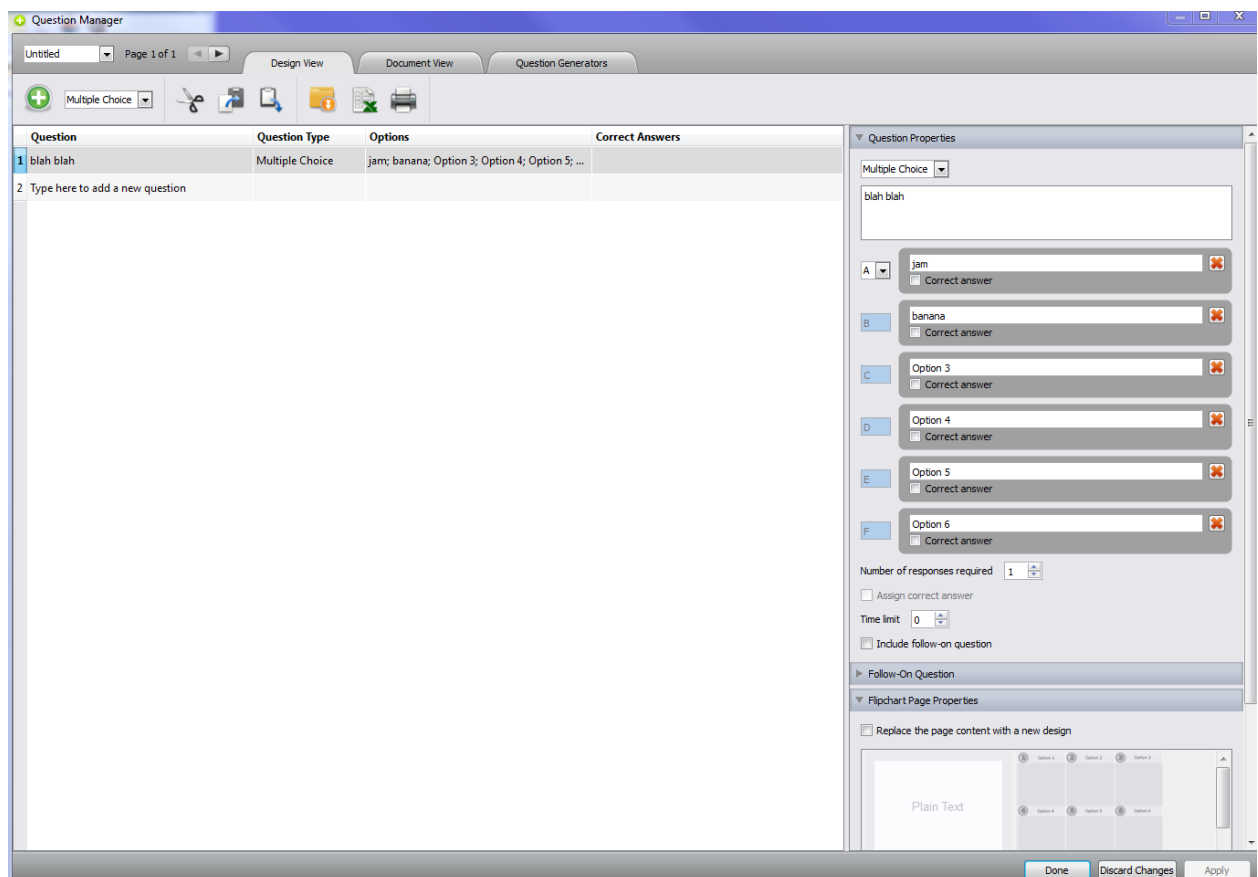 Question Manager
Untitled Page 1 of 1 Design View Document View Question Generators
Multiple Choice
Question Question Type Options Correct Answers
1 blah blah Multiple Choice jam; banana; Option 3; Option 4; Option 5; ...
2 Type here to add a new question
Question Properties
Multiple Choice
blah blah
A jam
Correct answer
B banana
Correct answer
C Option 3
Correct answer
D Option 4
Correct answer
E Option 5
Correct answer
F Option 6
Correct answer
Number of responses required 1
Assign correct answer
Time limit 0
Include follow-on question
Follow-On Question
Flipchart Page Properties
Replace the page content with a new design
Plain Text
Done Discard Changes Apply